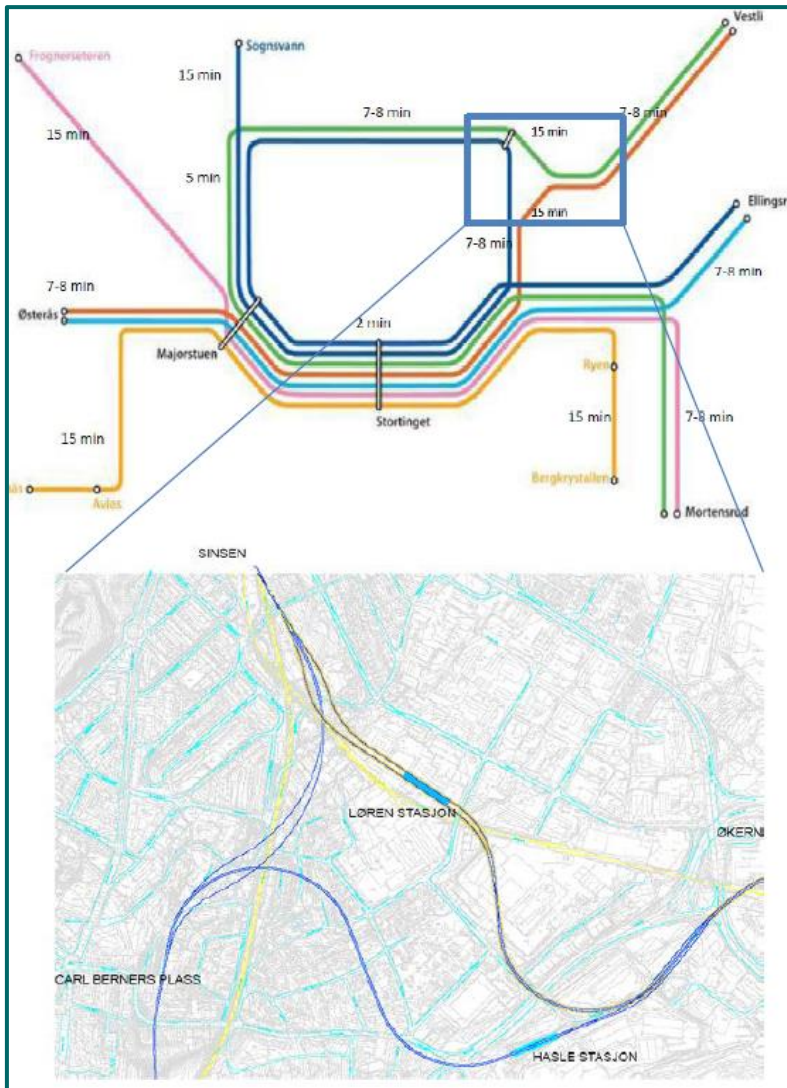 Vestli
Frognerseteren
Sognsvann
15 min
7-8 min
7-8 min
15 min
15 min
5 min
15 min
Ellingsr
7-8 min
7-8 min
7-8 min
Østerås
2 min
Majorstuen
Ryen
Stortinget
15 min
15 min
7-8 min
Bergkrystallen
Avløs
Mortensrud
SINSEN
LØREN STASJON
ØKERN
CARL BERNERS PLASS
HASLE STASJON